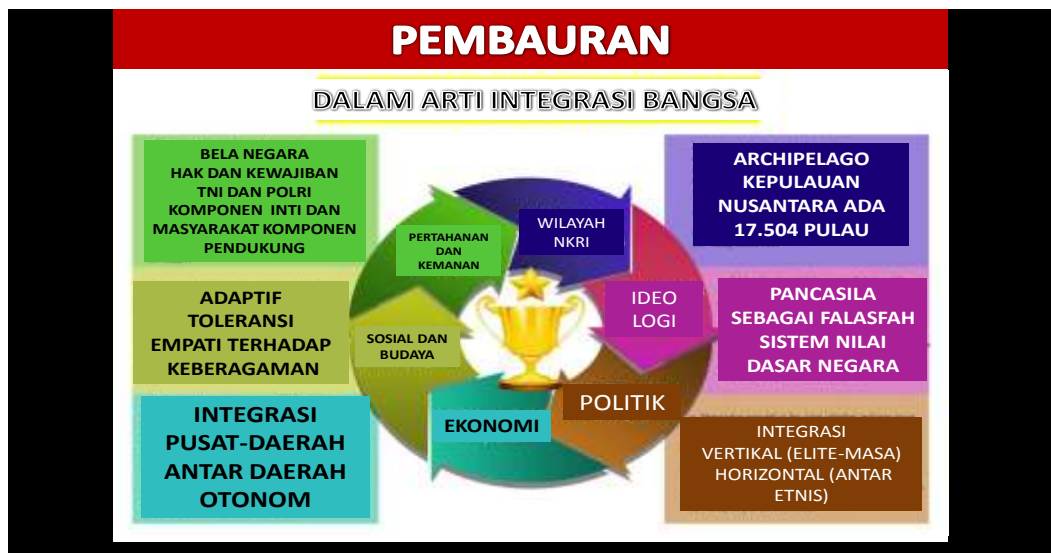 PEMBAURAN
DALAM ARTI INTEGRASI BANGSA
BELA NEGARA
HAK DAN KEWAJIBAN
TNI DAN POLRI
KOMPONEN INTI DAN
MASYARAKAT KOMPONEN
PENDUKUNG
ADAPTIF
TOLERANSI
EMPATI TERHADAP
KEBERAGAMAN
INTEGRASI
PUSAT-DAERAH
ANTAR DAERAH
OTONOM
PERTAHANAN
DAN
KEMANAN
WILAYAH
NKRI
IDEO
LOGI
POLITIK
EKONOMI
SOSIAL DAN
BUDAYA
ARCHIPELAGO
KEPULAUAN
NUSANTARA ADA
17.504 PULAU
PANCASILA
SEBAGAI FALASFAH
SISTEM NILAI
DASAR NEGARA
INTEGRASI
VERTIKAL (ELITE-MASA)
HORIZONTAL (ANTAR
ETNIS)